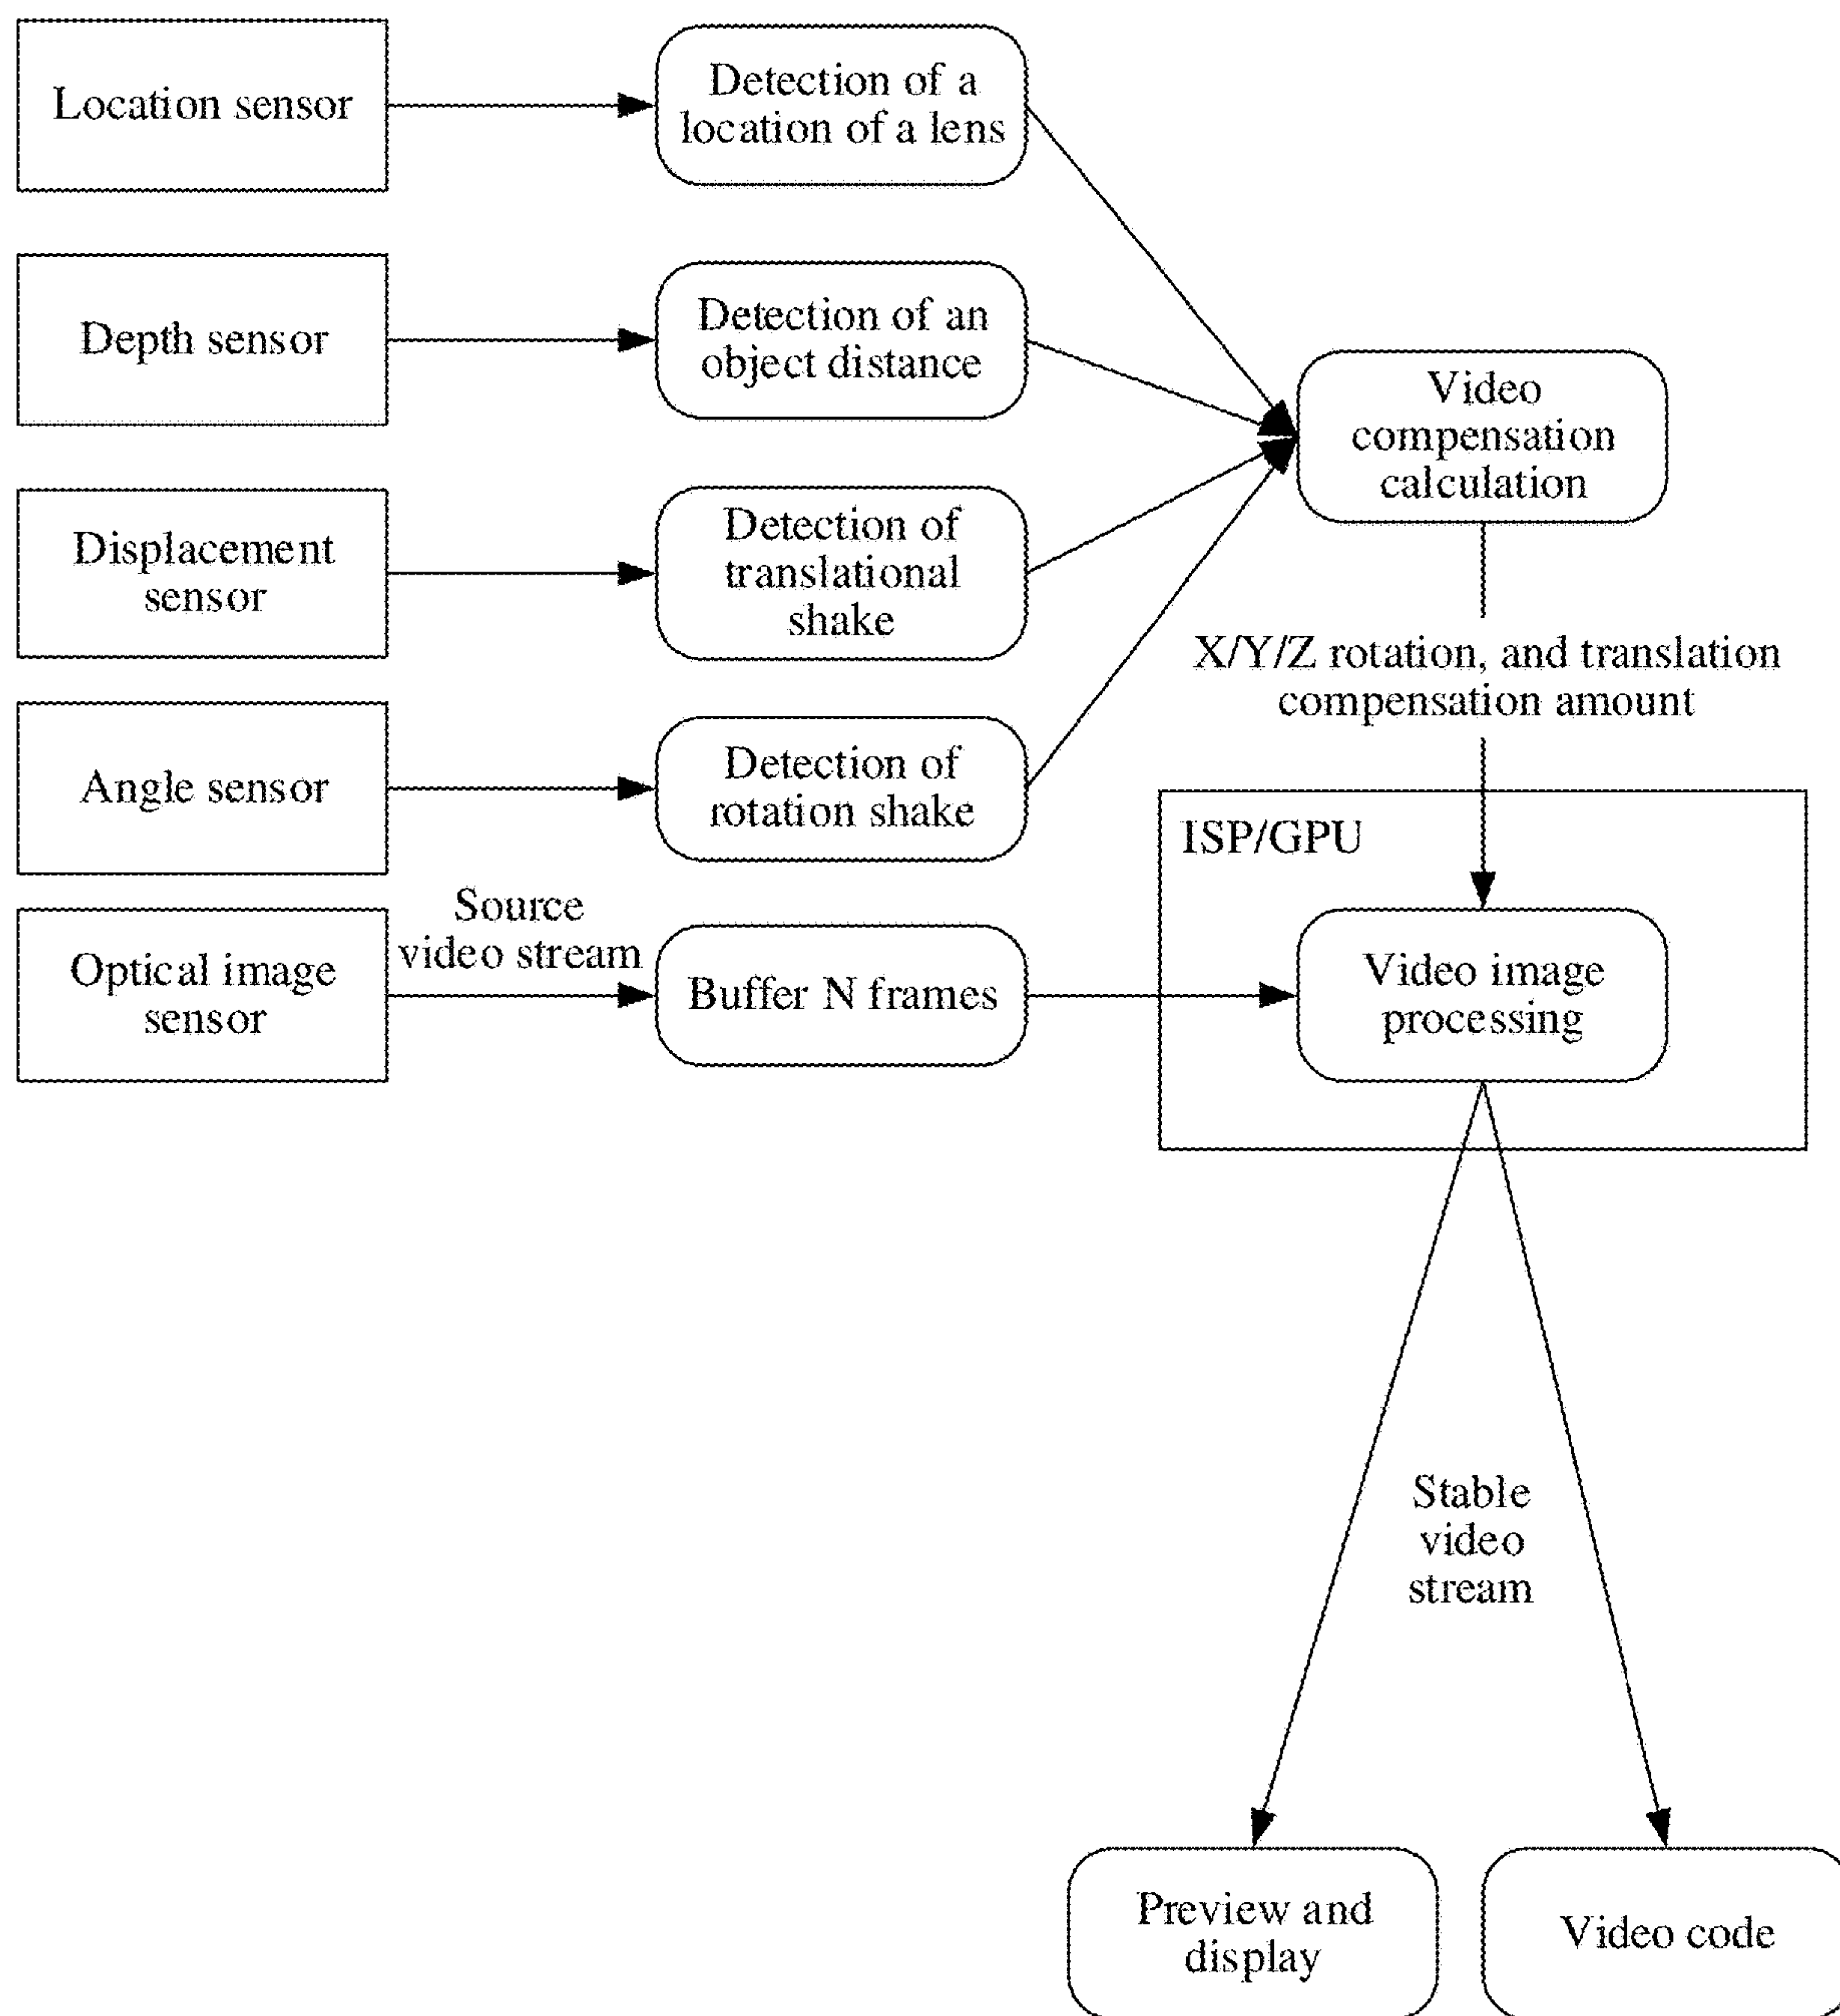 Location sensor
Detection of a
location of a lens
Depth sensor
Detection of an
object distance
Video
compensation
calculation
Displacement
sensor
Detection of
translational
shake
X/Y/Z rotation, and translation
compensation amount
Angle sensor
Detection of
rotation shake
ISP/GPU
Optical image
sensor
Source
video stream
Buffer N frames
Video image
processing
Stable
video
stream
Preview and
display
Video code